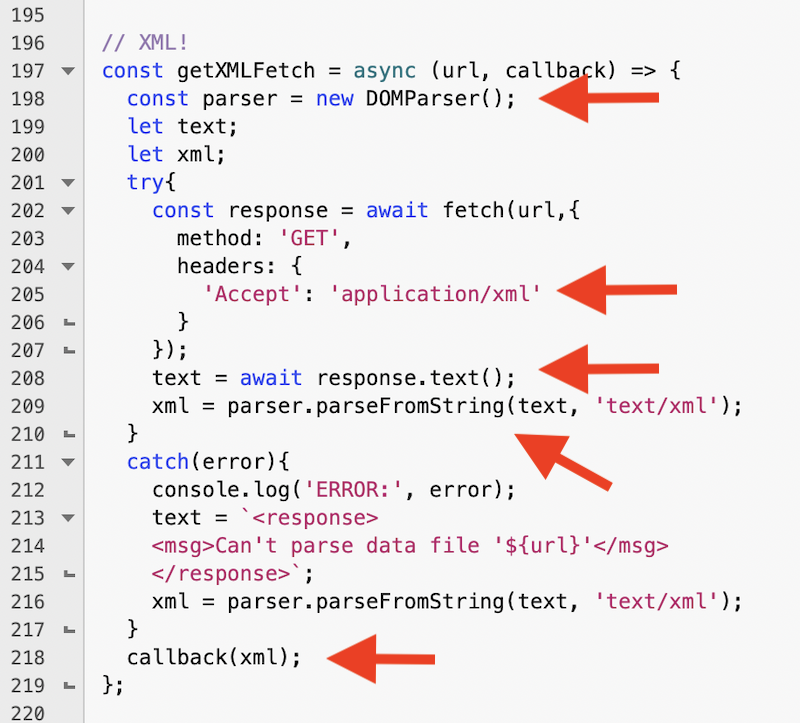 195
196 // XML!
197 const getXMLFetch = async (url, callback) => {
198   const parser = new DOMParser();
199   let text;
200   let xml;
201   try{
202     const response = await fetch(url,{
203       method: 'GET',
204       headers: {
205         'Accept': 'application/xml'
206       }
207     });
208     text = await response.text();
209     xml = parser.parseFromString(text, 'text/xml');
210   }
211   catch(error){
212     console.log('ERROR:', error);
213     text = `<response>
214     <msg>Can't parse data file '${url}'</msg>
215     </response>`;
216     xml = parser.parseFromString(text, 'text/xml');
217   }
218   callback(xml);
219 };
220